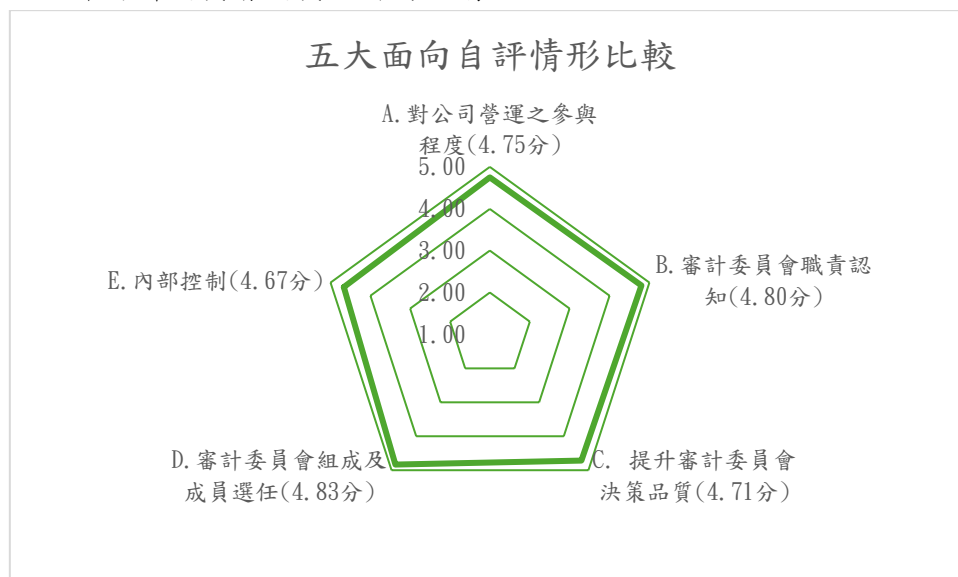 五大面向自評情形比較
A.對公司營運之參與
程度(4.75分)
5.00
4.00
3.00
2.00
1.00
B.審計委員會職責認
知(4.80分)
C. 提升審計委員會
決策品質(4.71分)
D.審計委員會組成及
成員選任(4.83分)
E.內部控制(4.67分)